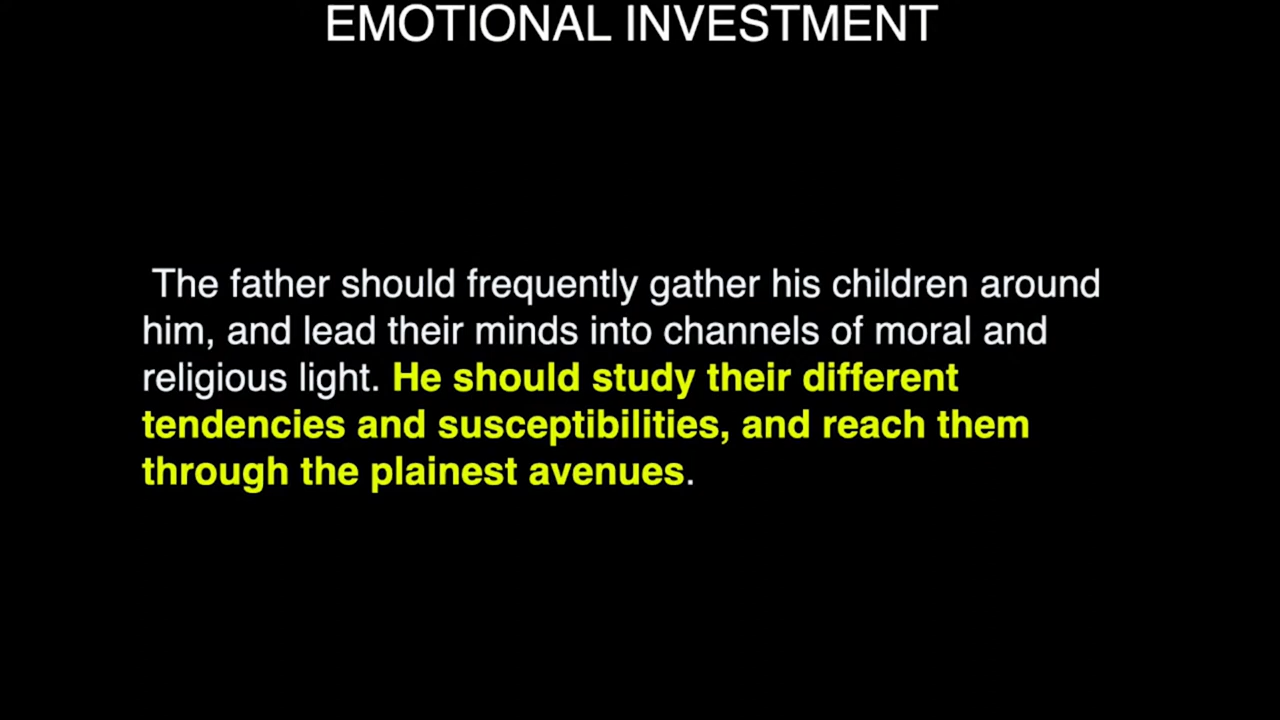 EMOTIONAL INVESTMENT
The father should frequently gather his children around
him, and lead their minds into channels of moral and
religious light. He should study their different
tendencies and susceptibilities, and reach them
through the plainest avenues.